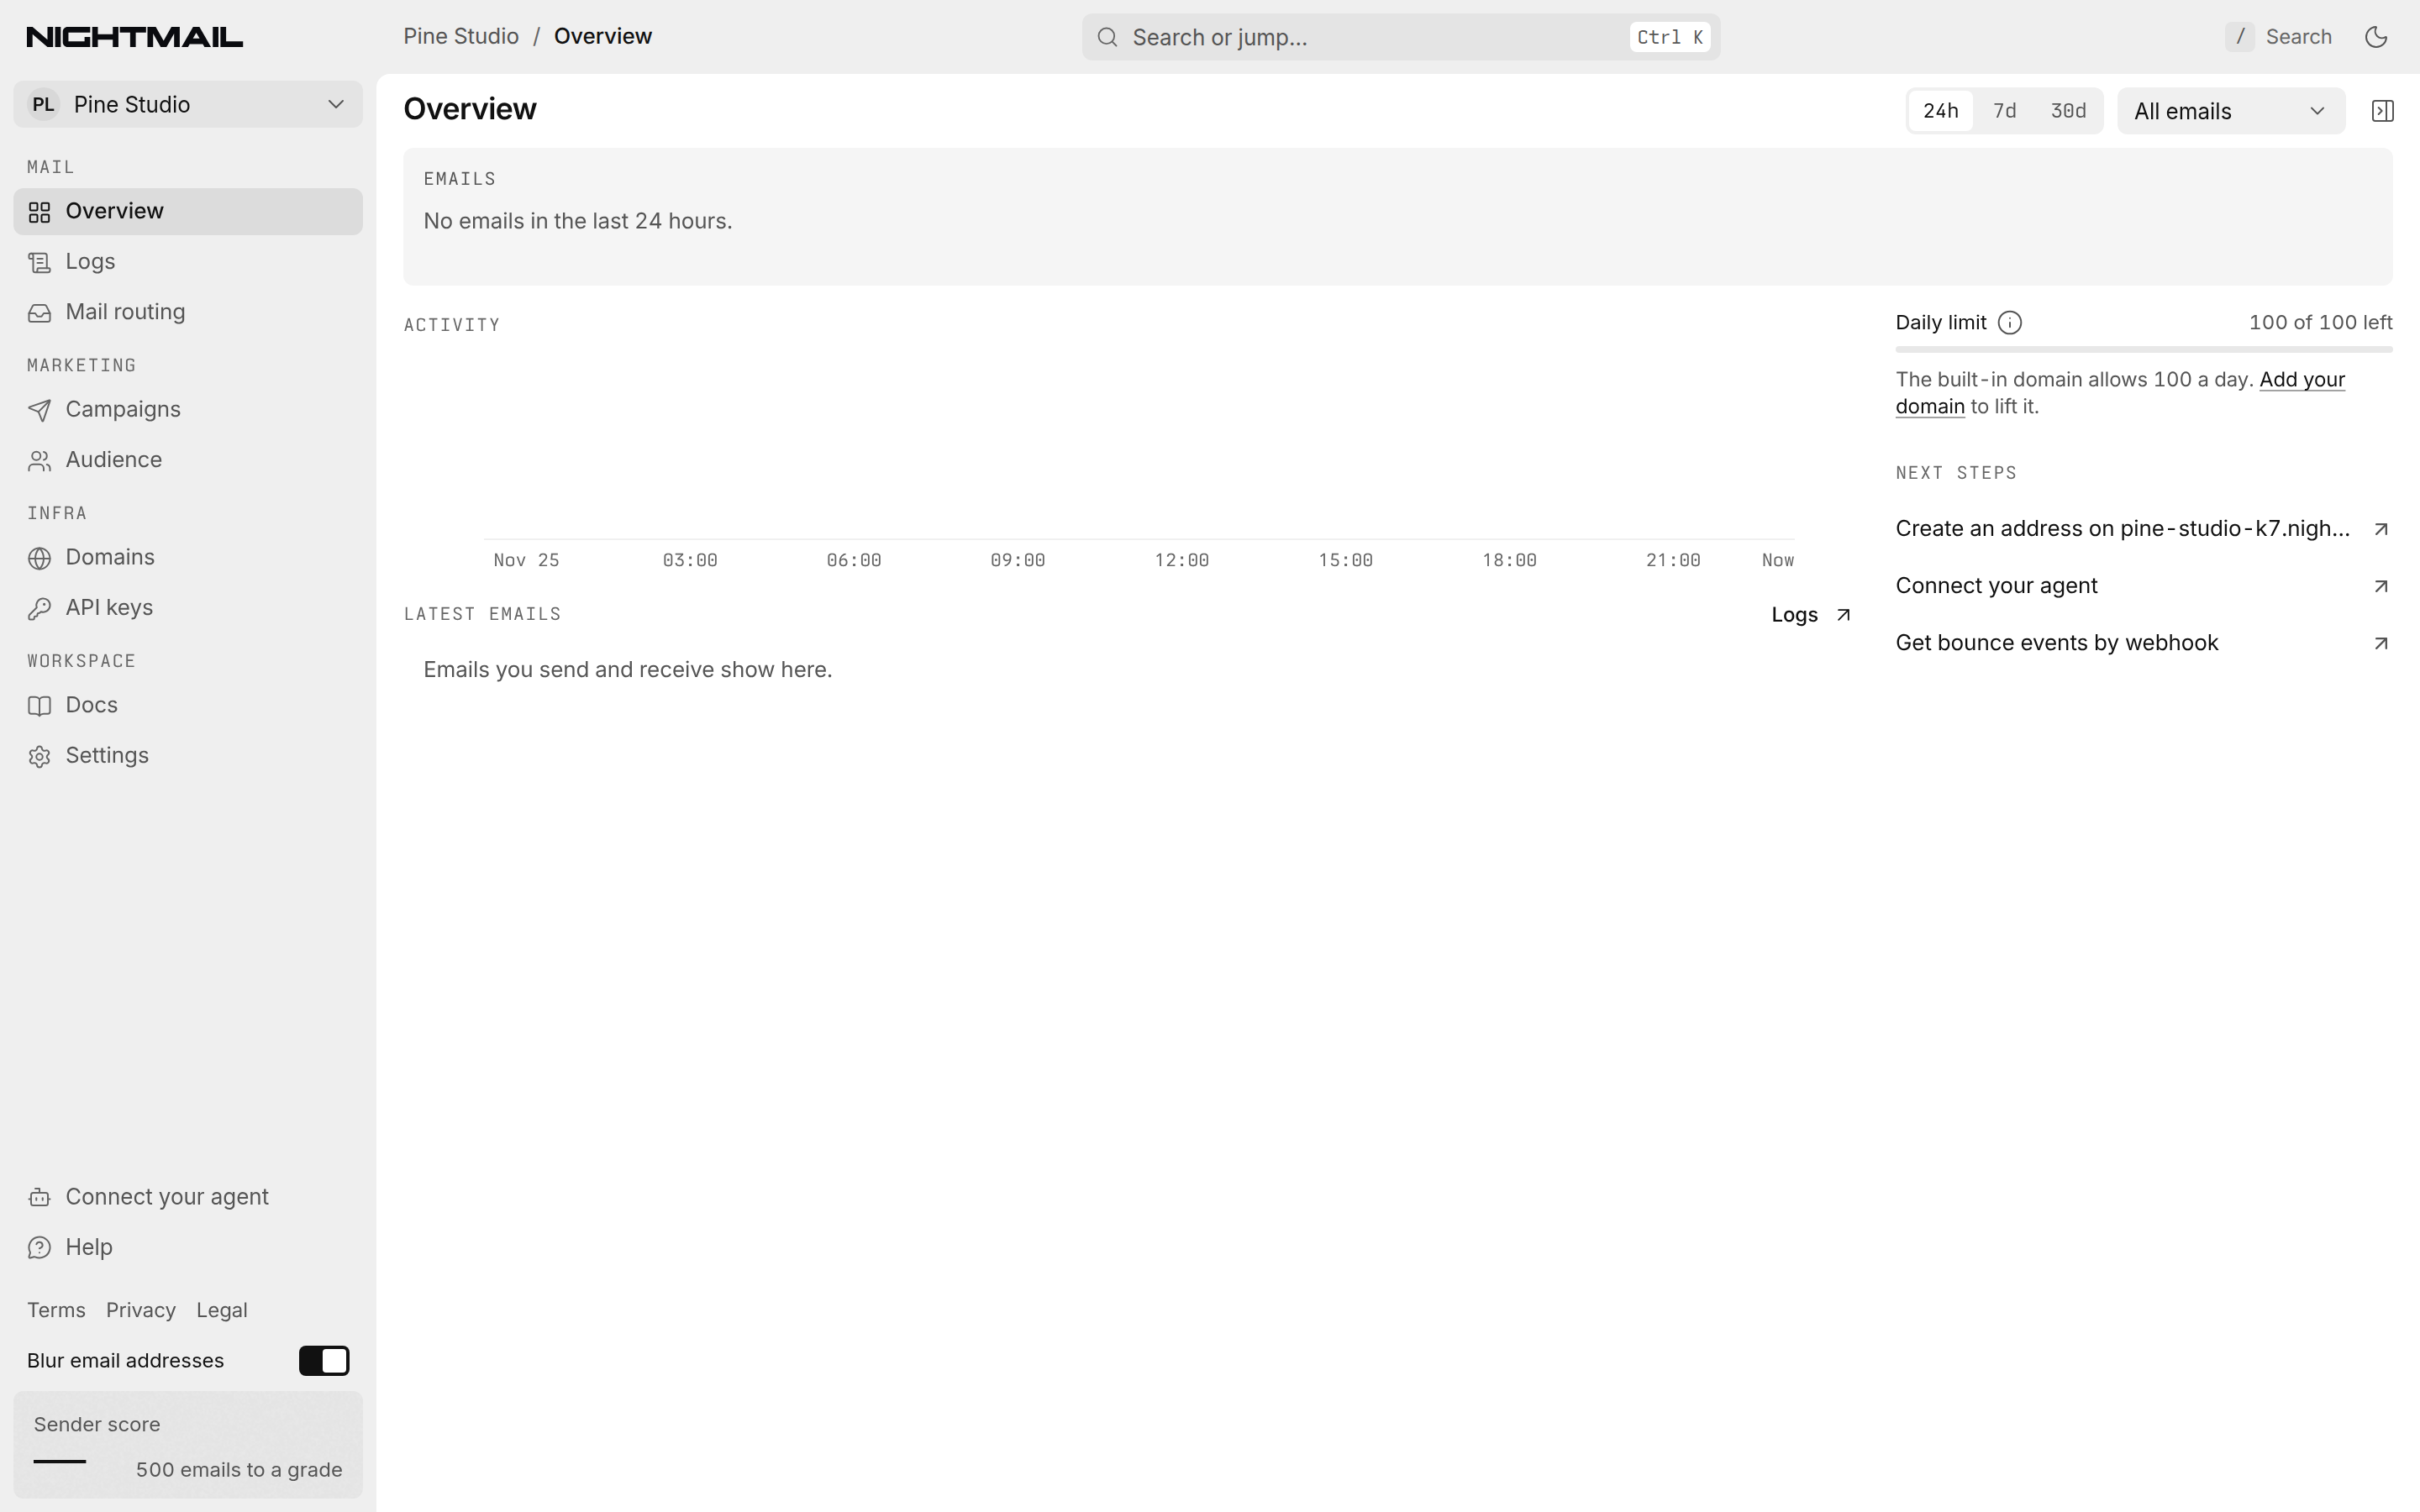 NIGHTMAIL
Pine Studio / Overview
Search or jump... Ctrl K
/ Search
PL Pine Studio
MAIL
Overview
Logs
Mail routing
MARKETING
Campaigns
Audience
INFRA
Domains
API keys
WORKSPACE
Docs
Settings
Connect your agent
Help
Terms Privacy Legal
Blur email addresses
Sender score
500 emails to a grade
Overview
24h 7d 30d All emails
EMAILS
No emails in the last 24 hours.
ACTIVITY
Nov 25 03:00 06:00 09:00 12:00 15:00 18:00 21:00 Now
LATEST EMAILS Logs
Emails you send and receive show here.
Daily limit 100 of 100 left
The built-in domain allows 100 a day. Add your
domain to lift it.
NEXT STEPS
Create an address on pine-studio-k7.nigh...
Connect your agent
Get bounce events by webhook